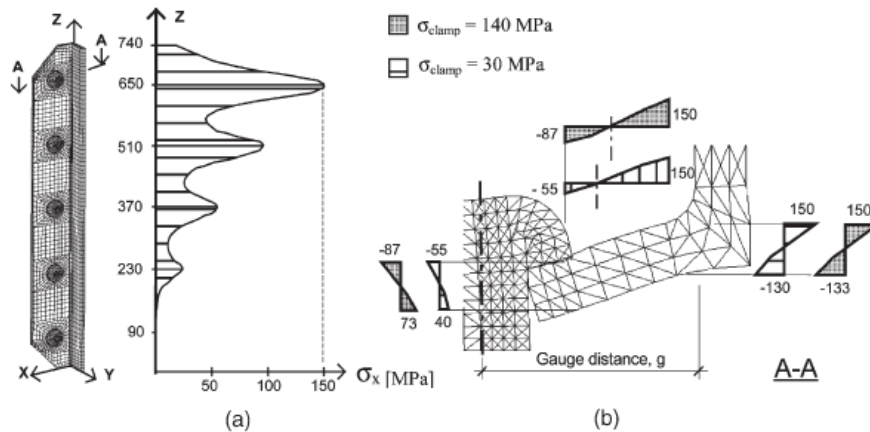 Z
A
A
A
A
X
Y
Z
740
650
510
370
230
90
50
100
150
σx [MPa]
(a)
σclamp = 140 MPa
σclamp = 30 MPa
-87
150
-55
150
-87
-55
73
40
150
150
-130
-133
Gauge distance, g
A-A
(b)